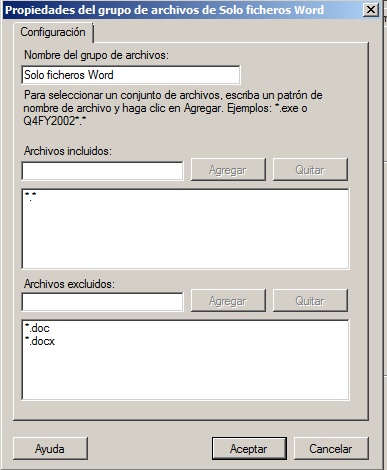 Propiedades del grupo de archivos de Solo ficheros Word
Configuración
Nombre del grupo de archivos:
Solo ficheros Word
Para seleccionar un conjunto de archivos, escriba un patrón de
nombre de archivo y haga clic en Agregar. Ejemplos: *.exe o
Q4FY2002*.*
Archivos incluidos:
Agregar
Quitar
*.*
Archivos excluidos:
Agregar
Quitar
*.doc
*.docx
Ayuda
Aceptar
Cancelar